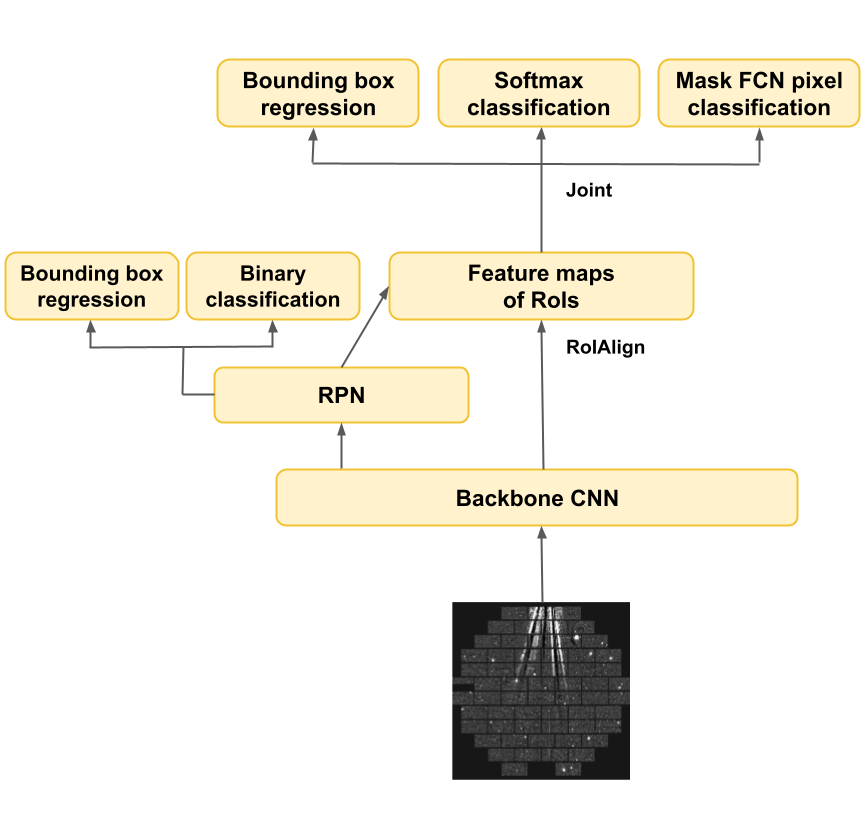 Bounding box
regression
Softmax
classification
Mask FCN pixel
classification
Joint
Bounding box
regression
Binary
classification
Feature maps
of RoIs
RoIAlign
RPN
Backbone CNN